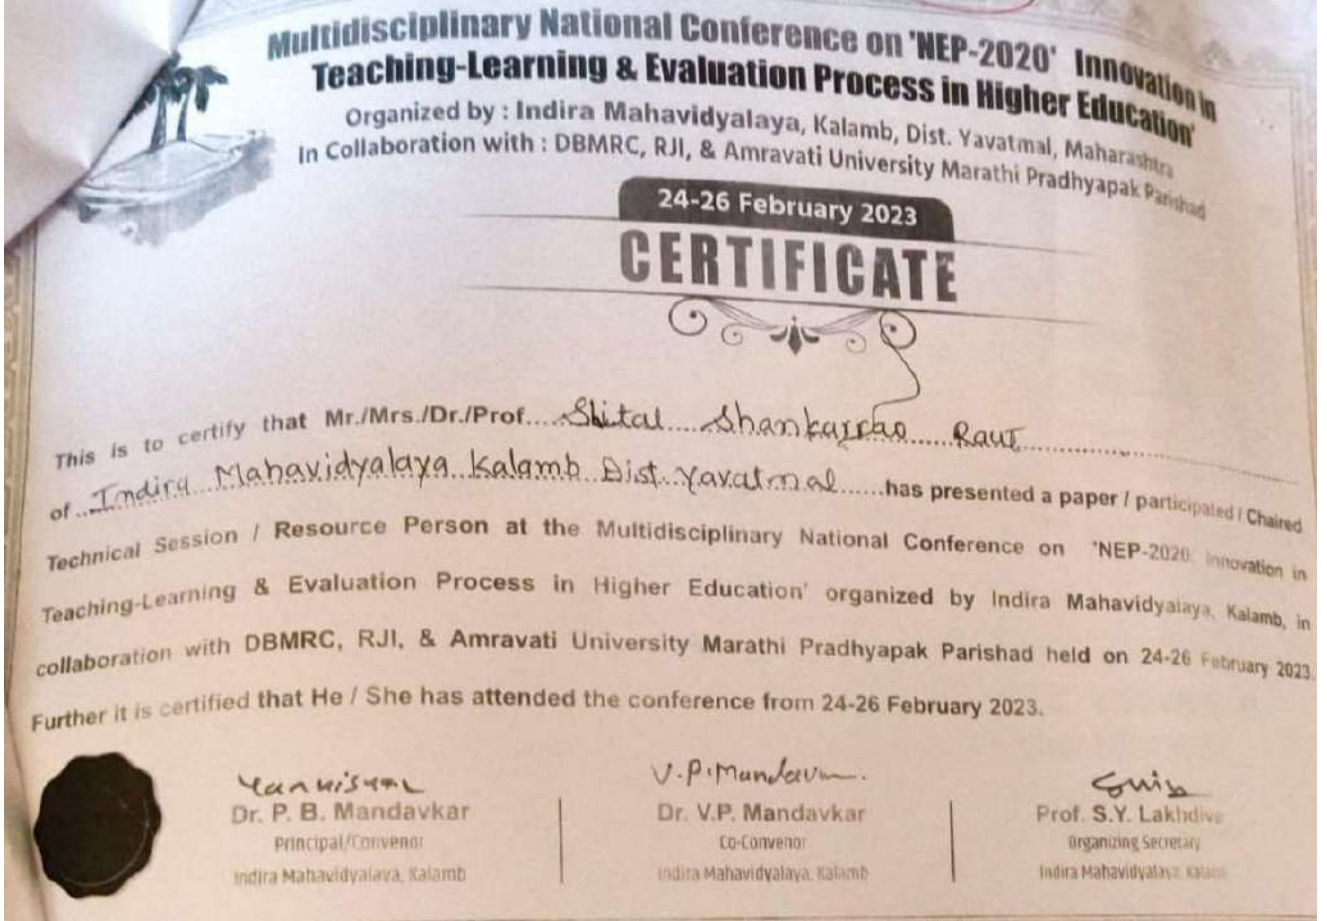 Multidisciplinary National Conference on 'NEP-2020' Innovation in
Teaching-Learning & Evaluation Process in Higher Education'
Organized by : Indira Mahavidyalaya, Kalamb, Dist. Yavatmal, Maharashtra
In Collaboration with : DBMRC, RJI, & Amravati University Marathi Pradhyapak Parishad
24-26 February 2023
CERTIFICATE
This is to certify that Mr./Mrs./Dr./Prof.... Shital Shankarrao Raut
of Indira Mahavidyalaya Kalamb Dist. Yavatmal ......has presented a paper / participated / Chaired
Technical Session / Resource Person at the Multidisciplinary National Conference on 'NEP-2020: Innovation in
Teaching-Learning & Evaluation Process in Higher Education' organized by Indira Mahavidyalaya, Kalamb, in
collaboration with DBMRC, RJI, & Amravati University Marathi Pradhyapak Parishad held on 24-26 February 2023.
Further it is certified that He / She has attended the conference from 24-26 February 2023.
V.P. Mandavkar
Dr. P. B. Mandavkar Dr. V.P. Mandavkar Prof. S.Y. Lakhdive
Principal/Convenor Co-Convenor Organizing Secretary
Indira Mahavidyalaya, Kalamb Indira Mahavidyalaya, Kalamb Indira Mahavidyalaya, Kalamb